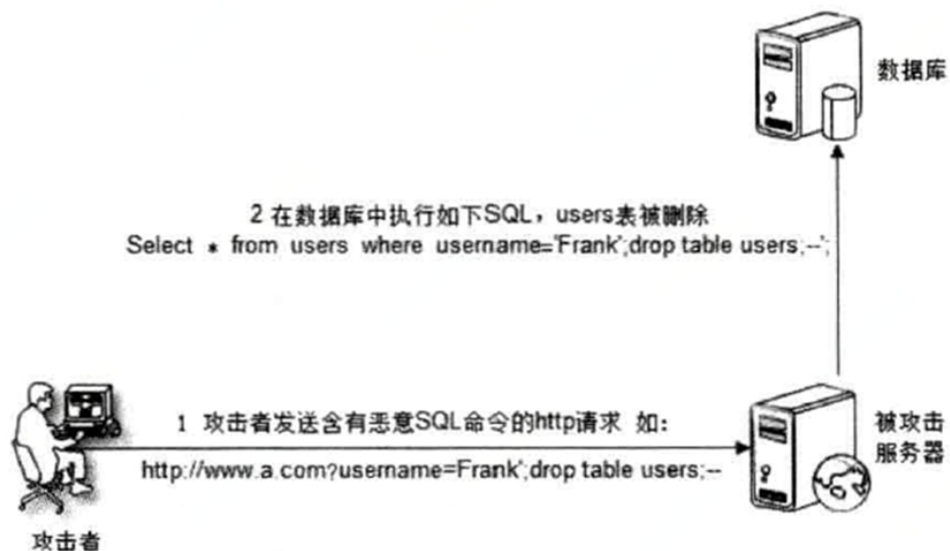 数据库
2 在数据库中执行如下SQL，users表被删除
Select * from users where username='Frank';drop table users;--';
1 攻击者发送含有恶意SQL命令的http请求 如：
http://www.a.com?username=Frank';drop table users;--
被攻击
服务器
攻击者